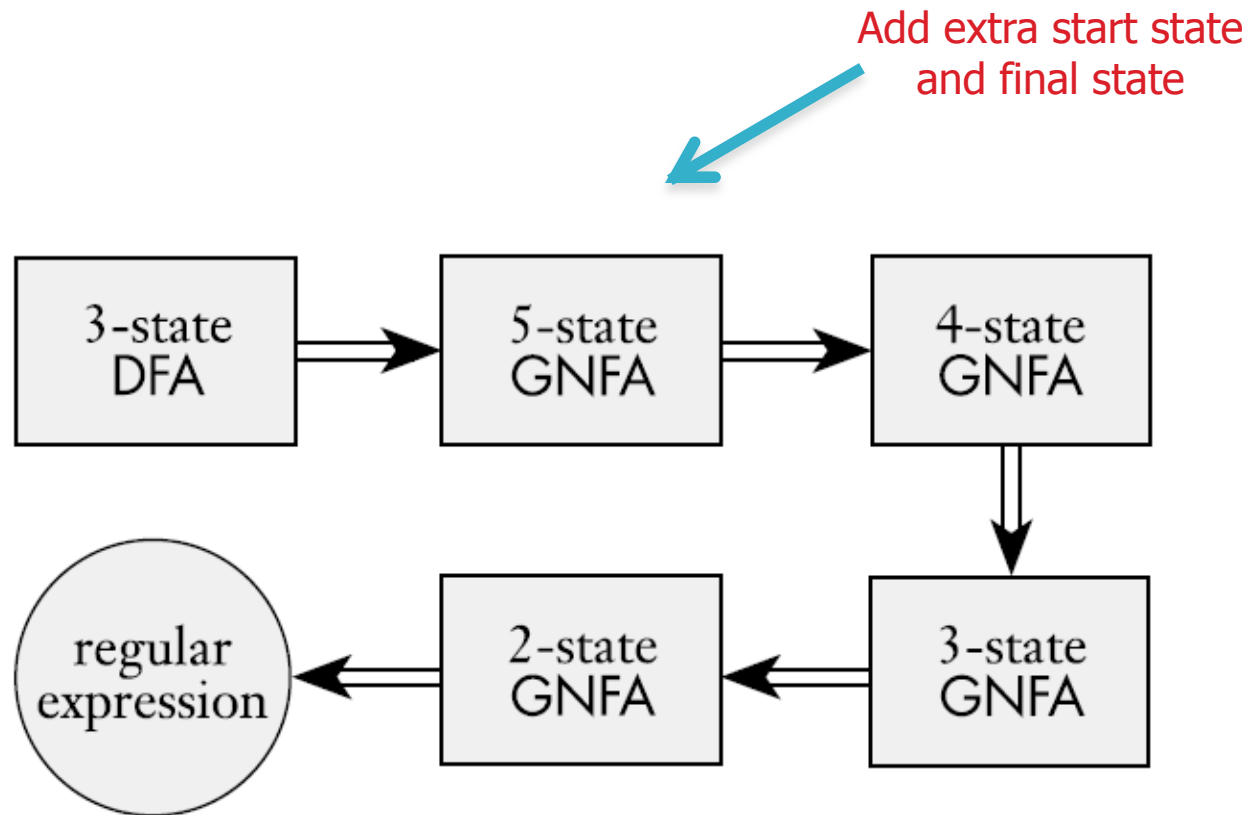 Add extra start state
and final state
3-state
DFA
5-state
GNFA
4-state
GNFA
regular
expression
2-state
GNFA
3-state
GNFA